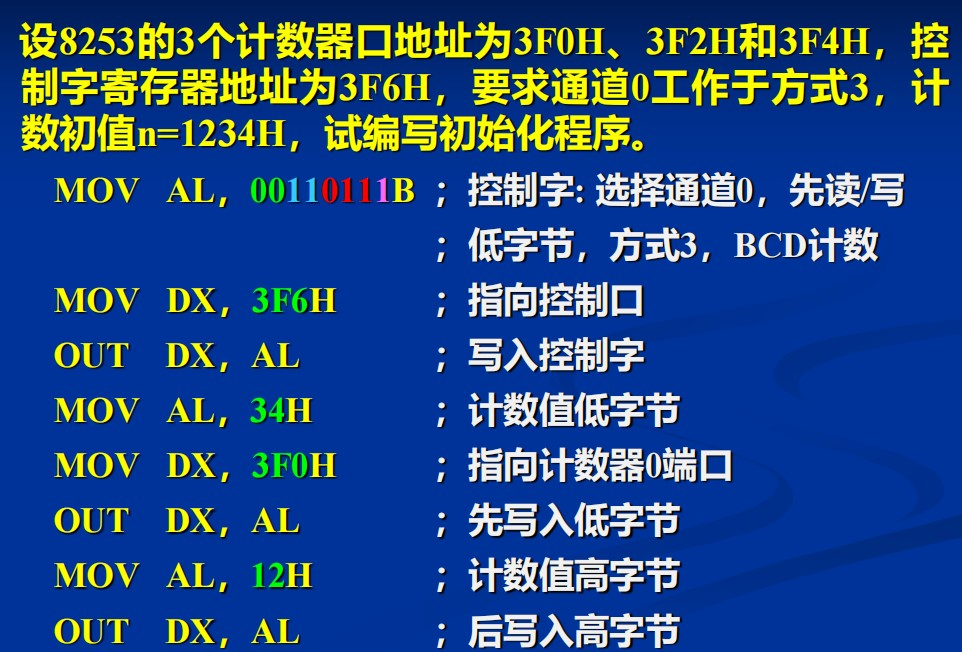 设8253的3个计数器口地址为3F0H、3F2H和3F4H，控
制字寄存器地址为3F6H，要求通道0工作于方式3，计
数初值n=1234H，试编写初始化程序。
MOV AL，00110111B ；控制字: 选择通道0，先读/写
；低字节，方式3，BCD计数
MOV DX，3F6H ；指向控制口
OUT DX，AL ；写入控制字
MOV AL，34H ；计数值低字节
MOV DX，3F0H ；指向计数器0端口
OUT DX，AL ；先写入低字节
MOV AL，12H ；计数值高字节
OUT DX，AL ；后写入高字节